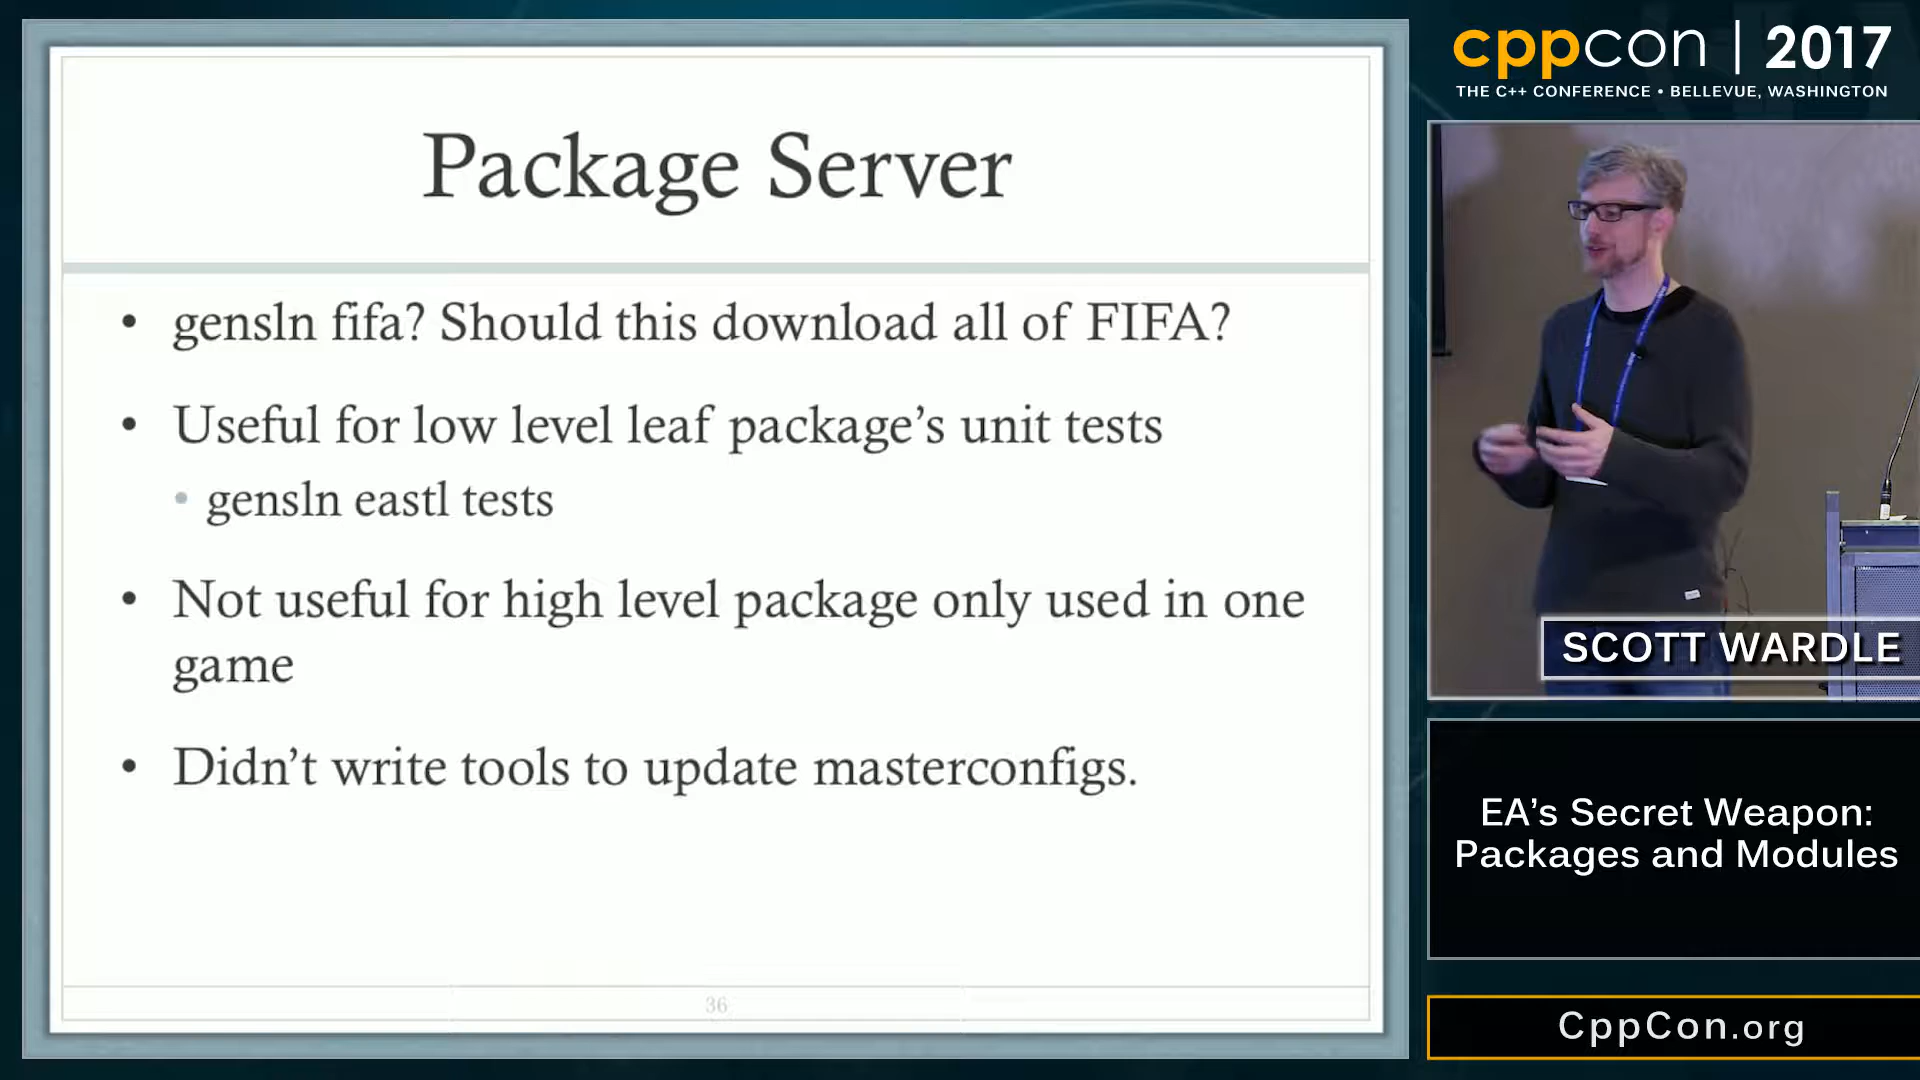 Package Server
• gensln fifa? Should this download all of FIFA?
• Useful for low level leaf package’s unit tests
• gensln eastl tests
• Not useful for high level package only used in one
game
• Didn’t write tools to update masterconfigs.
36
cppcon | 2017
THE C++ CONFERENCE • BELLEVUE, WASHINGTON
SCOTT WARDLE
EA’s Secret Weapon:
Packages and Modules
CppCon.org